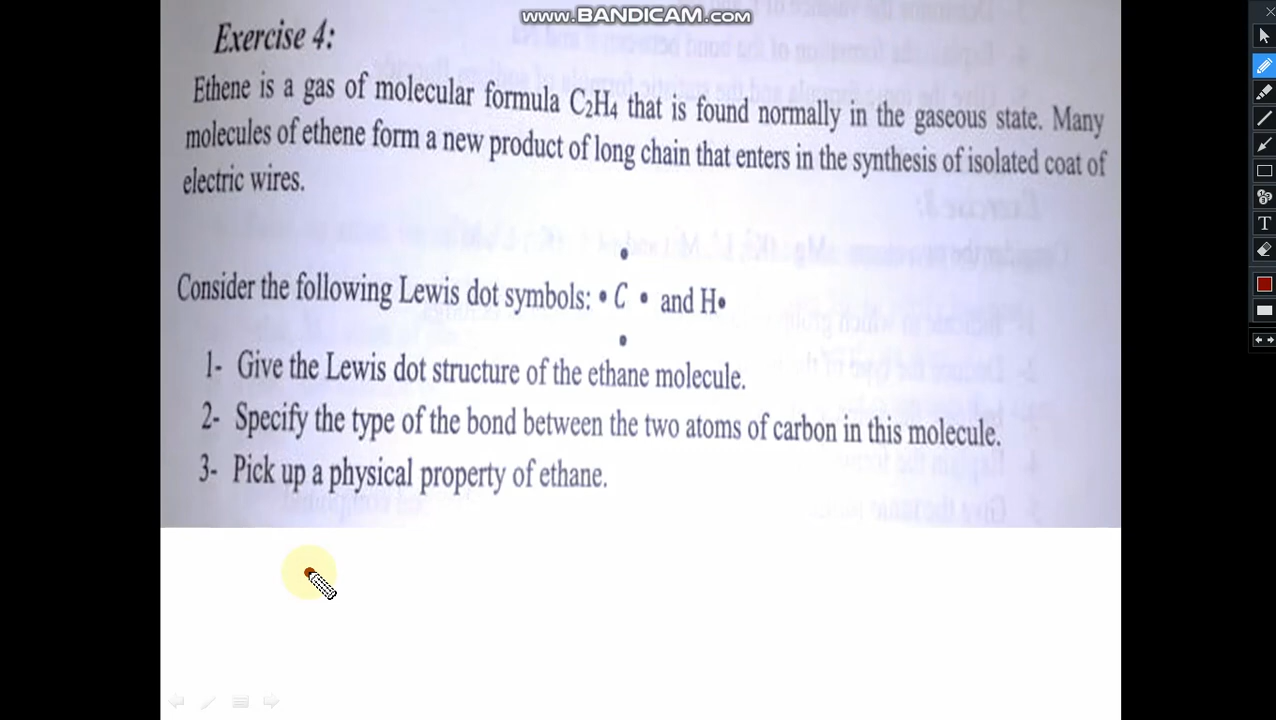 www.BANDICAM.com
Exercise 4:
Ethene is a gas of molecular formula C₂H₄ that is found normally in the gaseous state. Many
molecules of ethene form a new product of long chain that enters in the synthesis of isolated coat of
electric wires.
Consider the following Lewis dot symbols: • C • and H•
1- Give the Lewis dot structure of the ethane molecule.
2- Specify the type of the bond between the two atoms of carbon in this molecule.
3- Pick up a physical property of ethane.